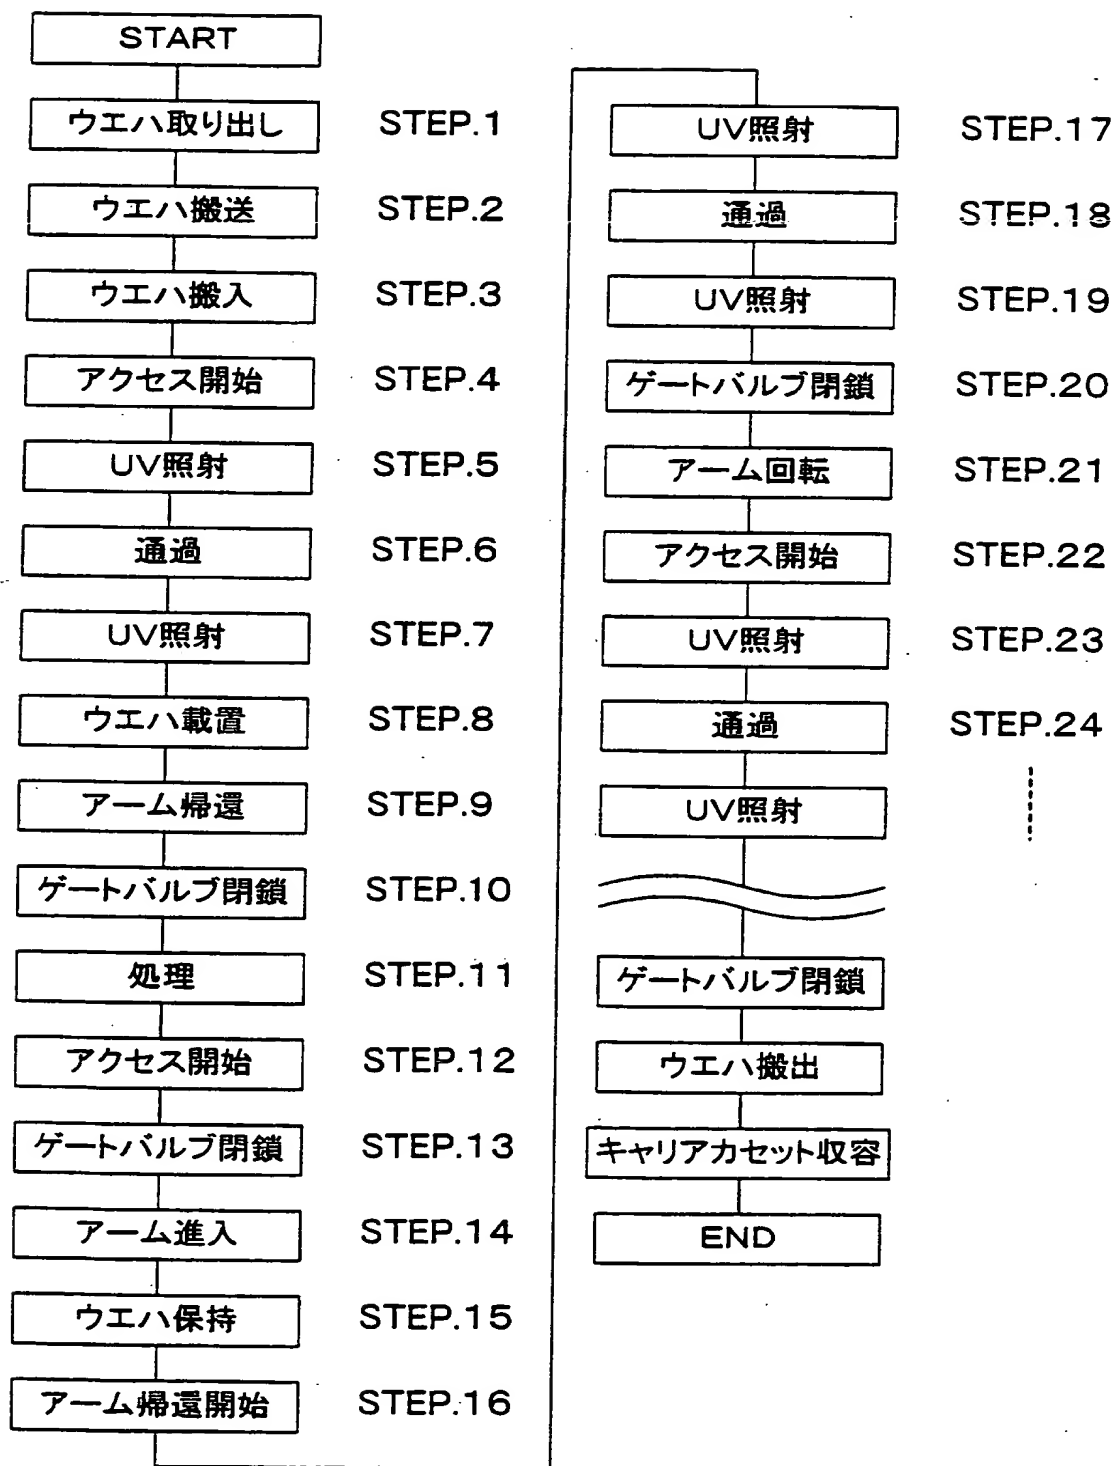 START
ウエハ取り出し STEP.1
ウエハ搬送 STEP.2
ウエハ搬入 STEP.3
アクセス開始 STEP.4
UV照射 STEP.5
通過 STEP.6
UV照射 STEP.7
ウエハ載置 STEP.8
アーム帰還 STEP.9
ゲートバルブ閉鎖 STEP.10
処理 STEP.11
アクセス開始 STEP.12
ゲートバルブ閉鎖 STEP.13
アーム進入 STEP.14
ウエハ保持 STEP.15
アーム帰還開始 STEP.16
UV照射 STEP.17
通過 STEP.18
UV照射 STEP.19
ゲートバルブ閉鎖 STEP.20
アーム回転 STEP.21
アクセス開始 STEP.22
UV照射 STEP.23
通過 STEP.24
UV照射
ゲートバルブ閉鎖
ウエハ搬出
キャリアカセット収容
END